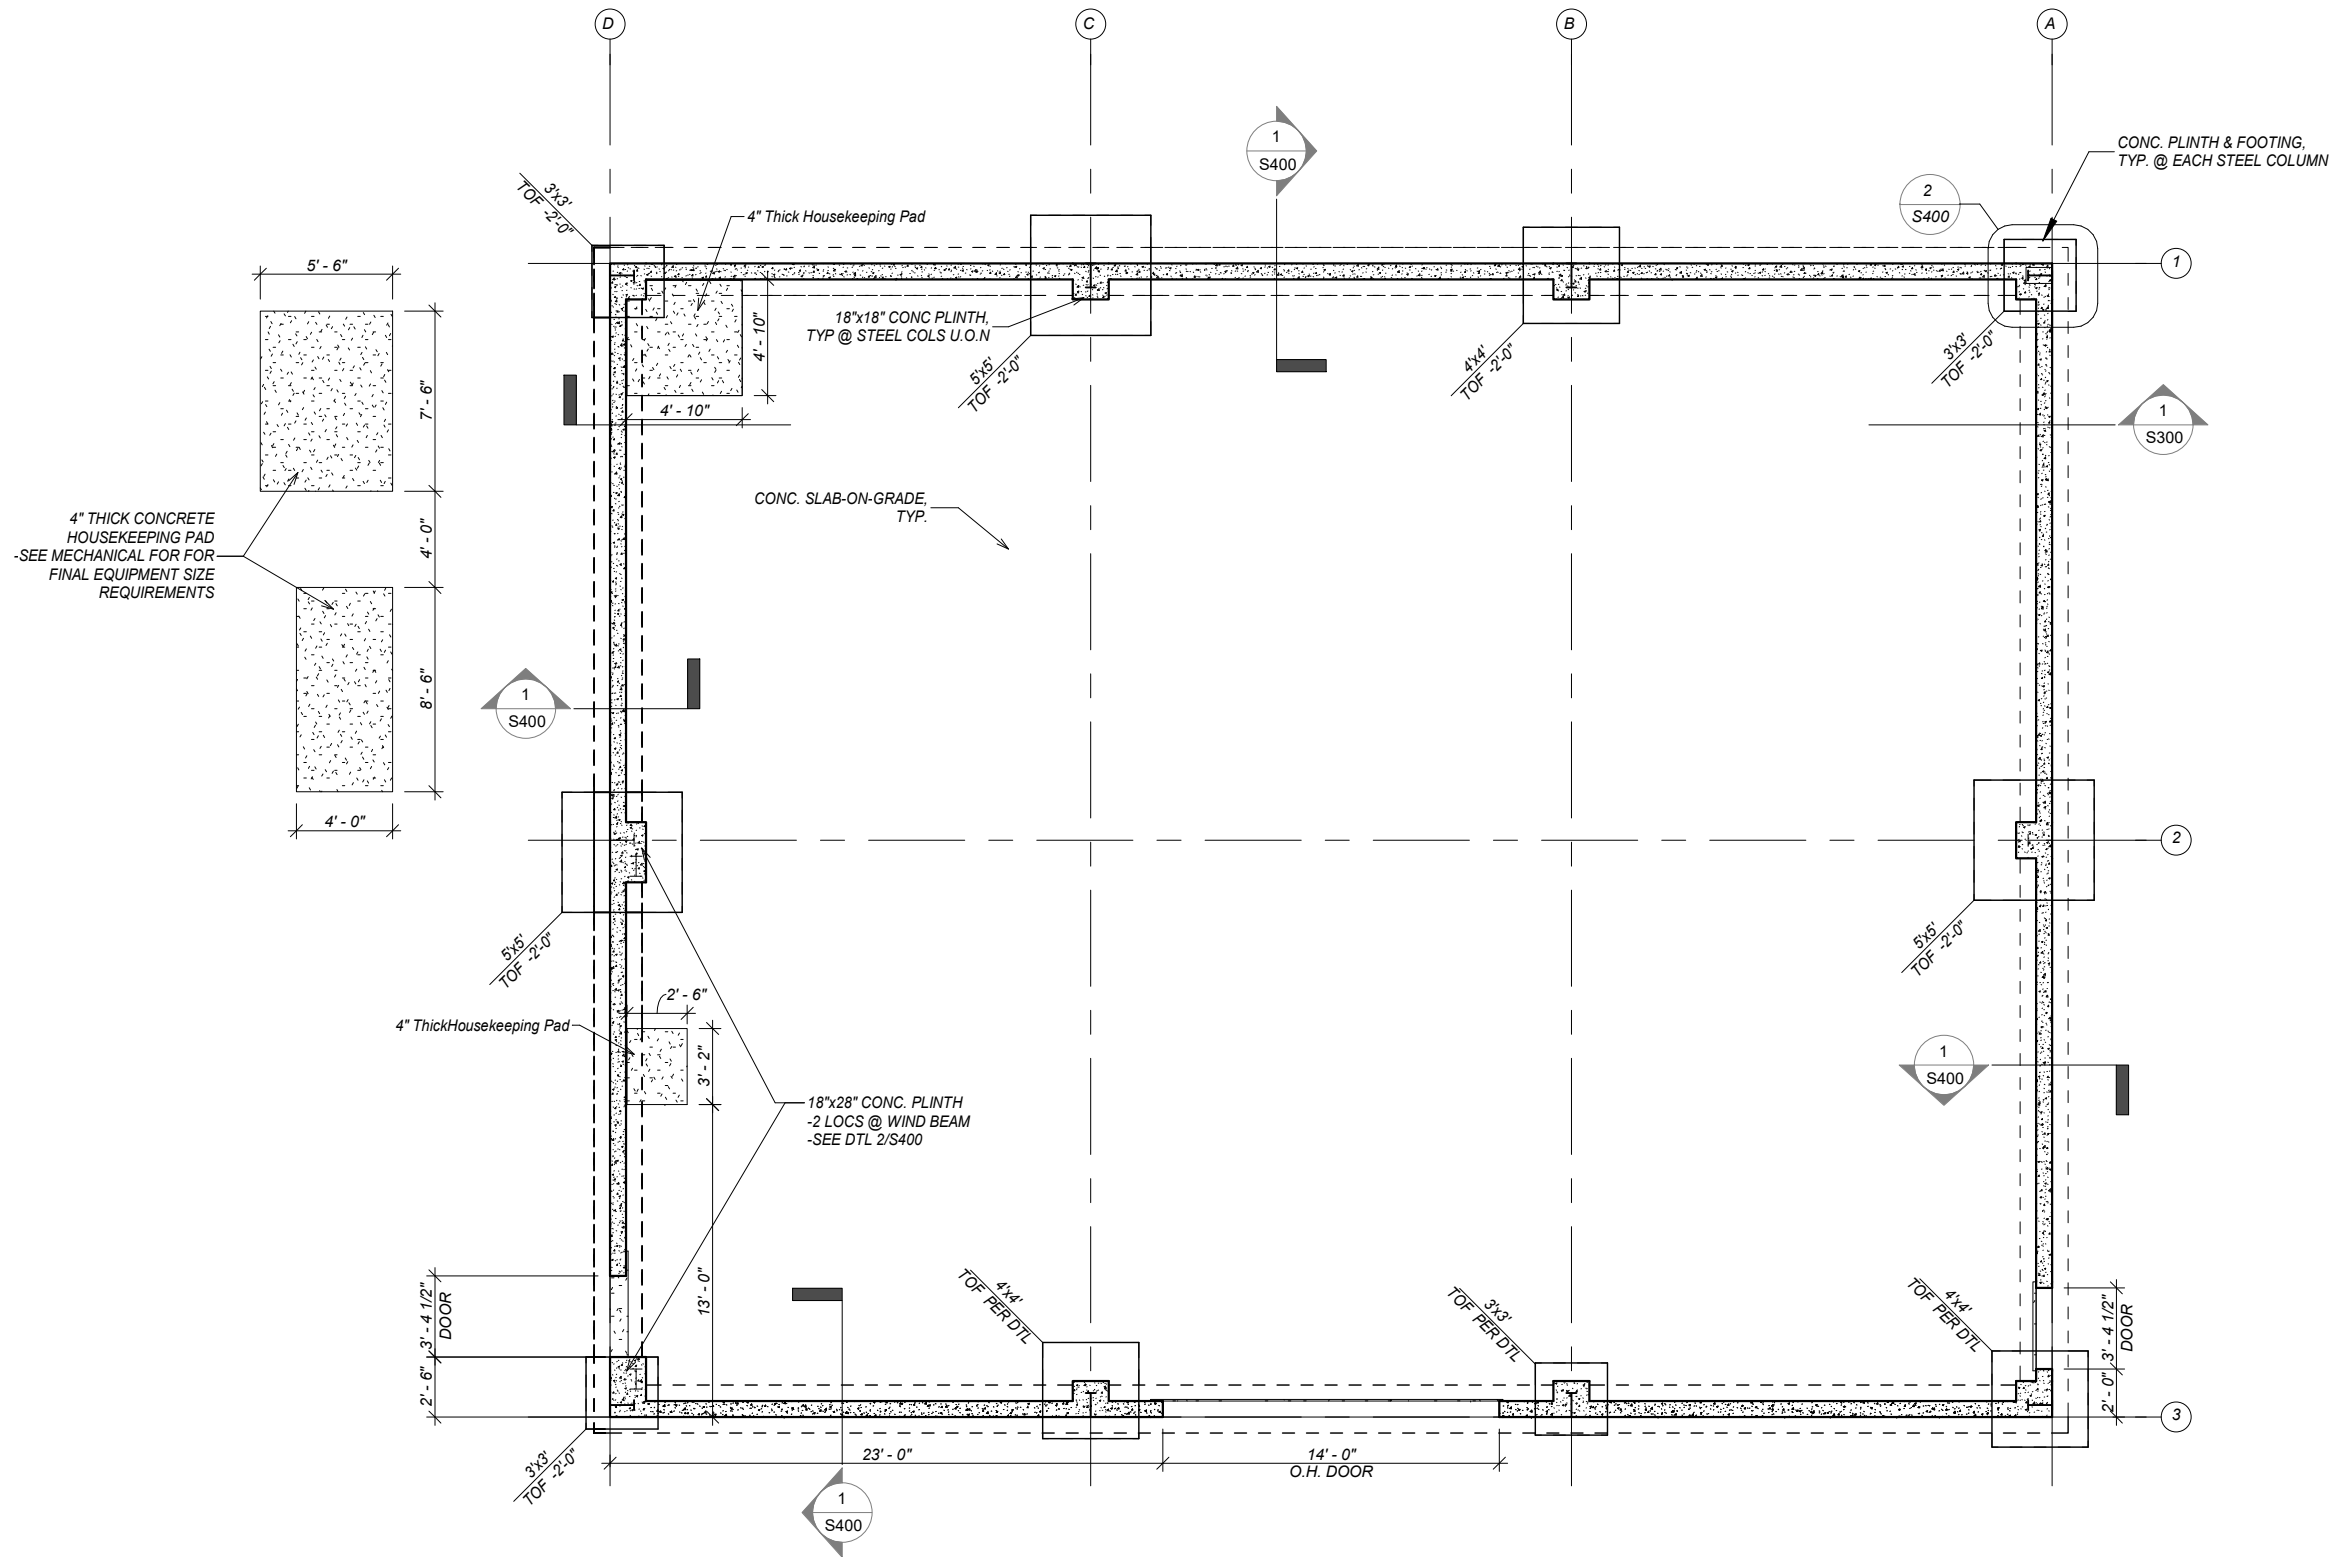 D
C
B
A
1
S400
CONC. PLINTH & FOOTING,
TYP. @ EACH STEEL COLUMN
2
S400
3'x3'
TOF -2'-0"
4" Thick Housekeeping Pad
1
5' - 6"
7' - 6"
4' - 10"
4' - 10"
18"x18" CONC PLINTH,
TYP @ STEEL COLS U.O.N
5'x5'
TOF -2'-0"
4'x4'
TOF -2'-0"
3'x3'
TOF -2'-0"
1
S300
CONC. SLAB-ON-GRADE,
TYP.
4" THICK CONCRETE
HOUSEKEEPING PAD
-SEE MECHANICAL FOR FOR
FINAL EQUIPMENT SIZE
REQUIREMENTS
4' - 0"
8' - 6"
4' - 0"
1
S400
2
5'x5'
TOF -2'-0"
5'x5'
TOF -2'-0"
2' - 6"
4" ThickHousekeeping Pad
3' - 2"
1
S400
18"x28" CONC. PLINTH
-2 LOCS @ WIND BEAM
-SEE DTL 2/S400
13' - 0"
3' - 4 1/2"
DOOR
2' - 6"
4'x4'
TOF PER DTL
3'x3'
TOF PER DTL
4'x4'
TOF PER DTL
3' - 4 1/2"
DOOR
2' - 0"
3
3'x3'
TOF -2'-0"
23' - 0"
14' - 0"
O.H. DOOR
1
S400